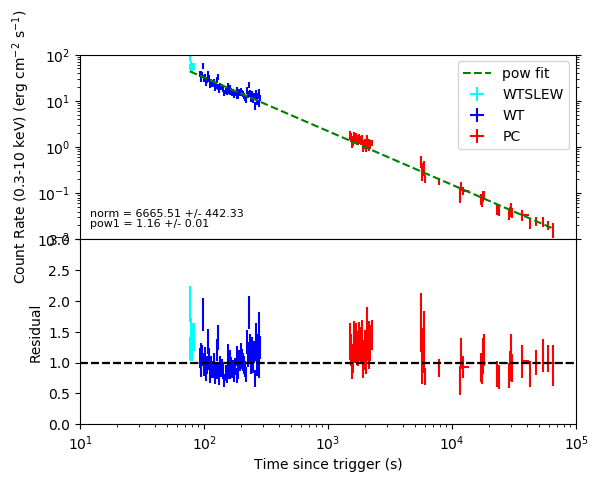 Count Rate (0.3-10 keV) (erg cm⁻² s⁻¹)
10²
10¹
10⁰
10⁻¹
pow fit
WTSLEW
WT
PC
norm = 6665.51 +/- 442.33
pow1 = 1.16 +/- 0.01
Residual
3.0
2.5
2.0
1.5
1.0
0.5
0.0
10¹ 10² 10³ 10⁴ 10⁵
Time since trigger (s)